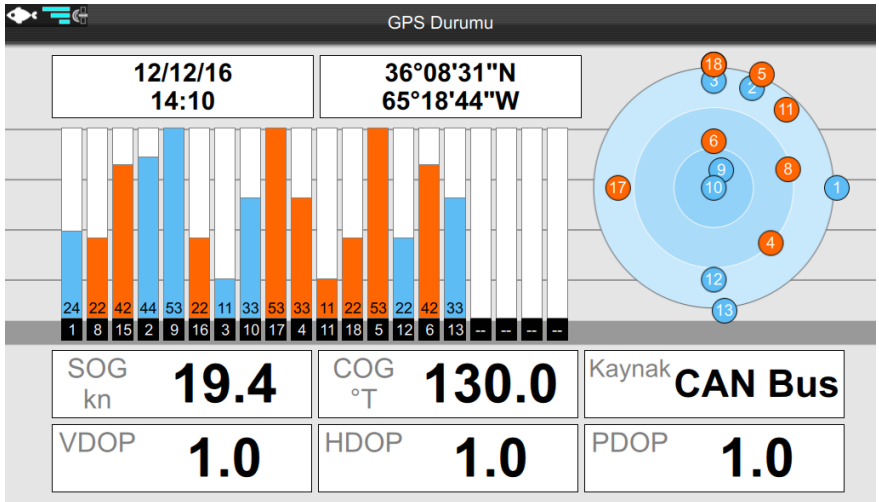 GPS Durumu
12/12/16
14:10
36°08'31"N
65°18'44"W
24 22 42 44 53 22 11 33 53 33 11 22 53 22 42 33
1 8 15 2 9 16 3 10 17 4 11 18 5 12 6 13 -- -- -- --
18
3
5
2
11
6
9
8
17
10
1
4
12
13
SOG
kn
19.4
COG
°T
130.0
Kaynak
CAN Bus
VDOP
1.0
HDOP
1.0
PDOP
1.0